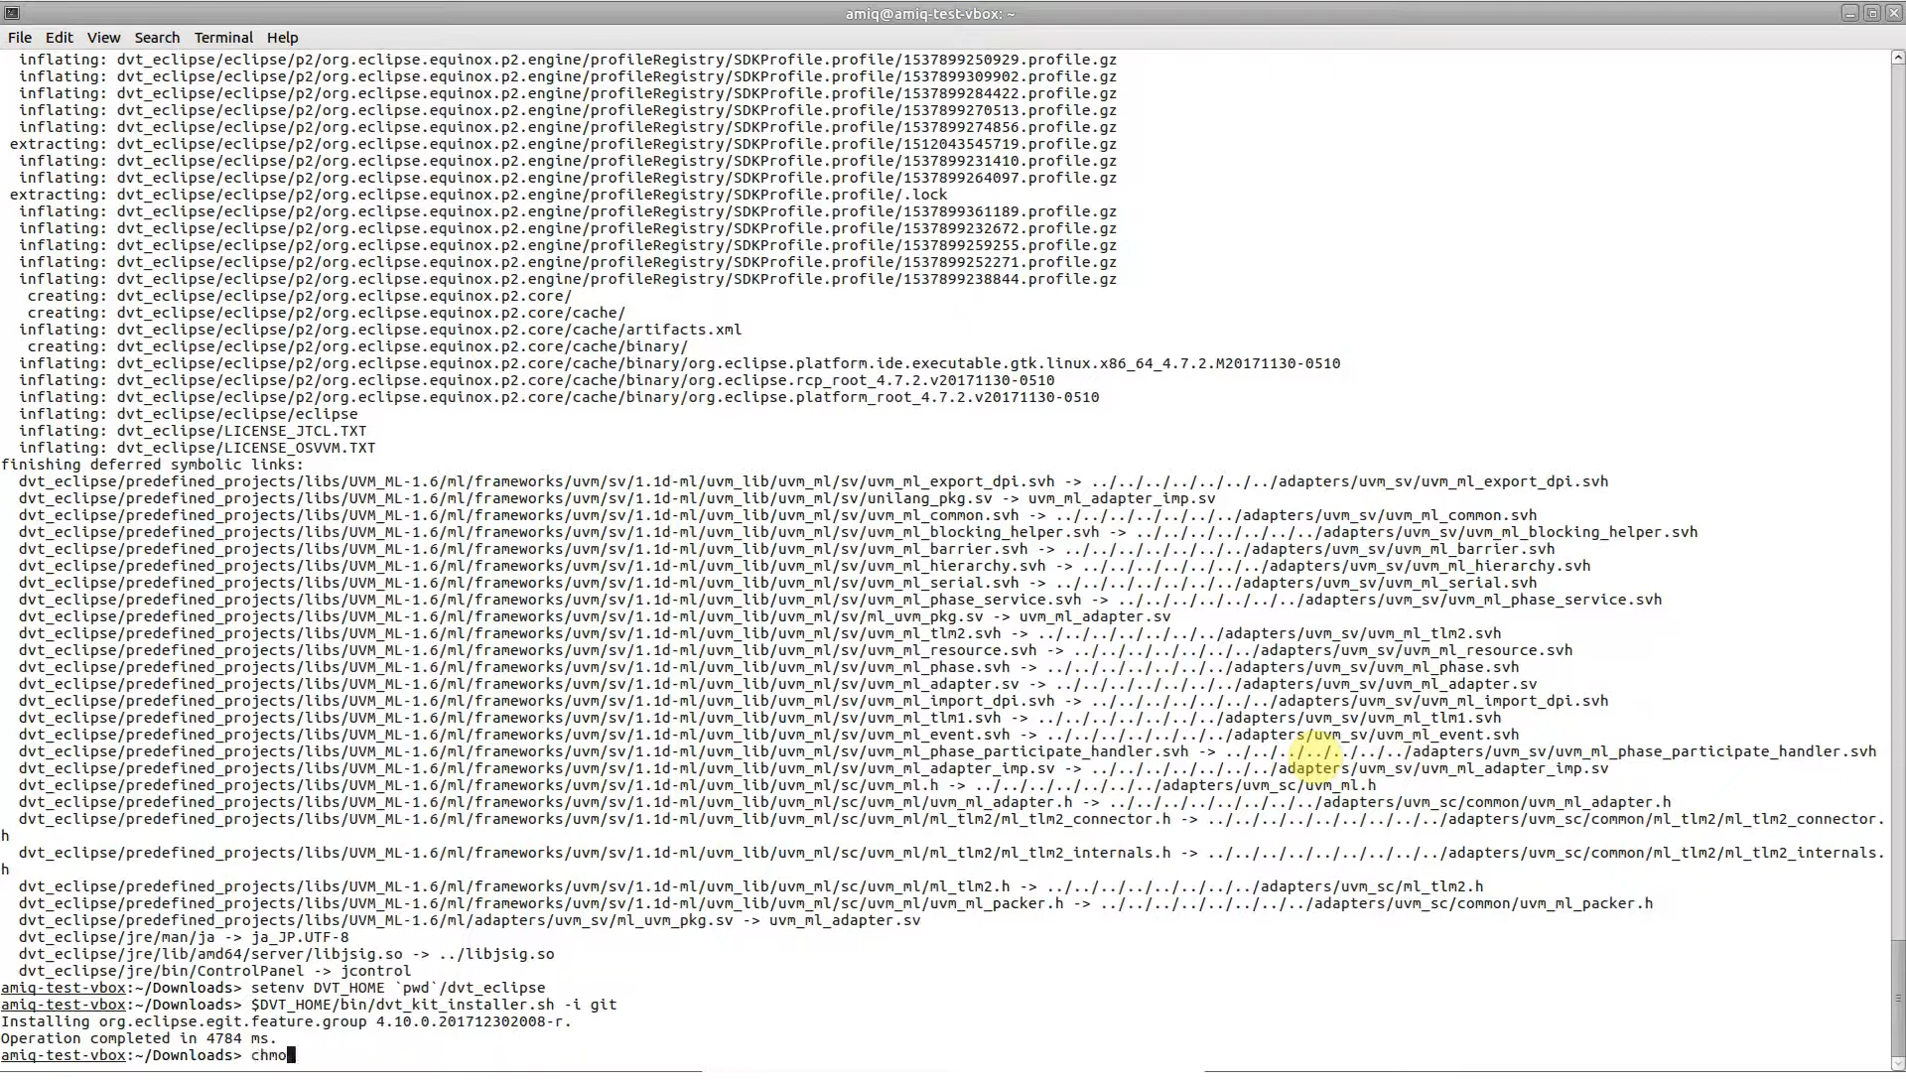 amiq@amiq-test-vbox: ~
File Edit View Search Terminal Help
inflating: dvt_eclipse/eclipse/p2/org.eclipse.equinox.p2.engine/profileRegistry/SDKProfile.profile/1537899250929.profile.gz
inflating: dvt_eclipse/eclipse/p2/org.eclipse.equinox.p2.engine/profileRegistry/SDKProfile.profile/1537899309902.profile.gz
inflating: dvt_eclipse/eclipse/p2/org.eclipse.equinox.p2.engine/profileRegistry/SDKProfile.profile/1537899284422.profile.gz
inflating: dvt_eclipse/eclipse/p2/org.eclipse.equinox.p2.engine/profileRegistry/SDKProfile.profile/1537899270513.profile.gz
inflating: dvt_eclipse/eclipse/p2/org.eclipse.equinox.p2.engine/profileRegistry/SDKProfile.profile/1537899274856.profile.gz
extracting: dvt_eclipse/eclipse/p2/org.eclipse.equinox.p2.engine/profileRegistry/SDKProfile.profile/1512043545719.profile.gz
inflating: dvt_eclipse/eclipse/p2/org.eclipse.equinox.p2.engine/profileRegistry/SDKProfile.profile/1537899231410.profile.gz
inflating: dvt_eclipse/eclipse/p2/org.eclipse.equinox.p2.engine/profileRegistry/SDKProfile.profile/1537899264097.profile.gz
extracting: dvt_eclipse/eclipse/p2/org.eclipse.equinox.p2.engine/profileRegistry/SDKProfile.profile/.lock
inflating: dvt_eclipse/eclipse/p2/org.eclipse.equinox.p2.engine/profileRegistry/SDKProfile.profile/1537899361189.profile.gz
inflating: dvt_eclipse/eclipse/p2/org.eclipse.equinox.p2.engine/profileRegistry/SDKProfile.profile/1537899232672.profile.gz
inflating: dvt_eclipse/eclipse/p2/org.eclipse.equinox.p2.engine/profileRegistry/SDKProfile.profile/1537899259255.profile.gz
inflating: dvt_eclipse/eclipse/p2/org.eclipse.equinox.p2.engine/profileRegistry/SDKProfile.profile/1537899252271.profile.gz
inflating: dvt_eclipse/eclipse/p2/org.eclipse.equinox.p2.engine/profileRegistry/SDKProfile.profile/1537899238844.profile.gz
creating: dvt_eclipse/eclipse/p2/org.eclipse.equinox.p2.core/
creating: dvt_eclipse/eclipse/p2/org.eclipse.equinox.p2.core/cache/
inflating: dvt_eclipse/eclipse/p2/org.eclipse.equinox.p2.core/cache/artifacts.xml
creating: dvt_eclipse/eclipse/p2/org.eclipse.equinox.p2.core/cache/binary/
inflating: dvt_eclipse/eclipse/p2/org.eclipse.equinox.p2.core/cache/binary/org.eclipse.platform.ide.executable.gtk.linux.x86_64_4.7.2.M20171130-0510
inflating: dvt_eclipse/eclipse/p2/org.eclipse.equinox.p2.core/cache/binary/org.eclipse.rcp_root_4.7.2.v20171130-0510
inflating: dvt_eclipse/eclipse/p2/org.eclipse.equinox.p2.core/cache/binary/org.eclipse.platform_root_4.7.2.v20171130-0510
inflating: dvt_eclipse/eclipse/eclipse
inflating: dvt_eclipse/LICENSE_JTCL.TXT
inflating: dvt_eclipse/LICENSE_OSVVM.TXT
finishing deferred symbolic links:
dvt_eclipse/predefined_projects/libs/UVM_ML-1.6/ml/frameworks/uvm/sv/1.1d-ml/uvm_lib/uvm_ml/sv/uvm_ml_export_dpi.svh -> ../../../../../../../adapters/uvm_sv/uvm_ml_export_dpi.svh
dvt_eclipse/predefined_projects/libs/UVM_ML-1.6/ml/frameworks/uvm/sv/1.1d-ml/uvm_lib/uvm_ml/sv/unilang_pkg.sv -> uvm_ml_adapter_imp.sv
dvt_eclipse/predefined_projects/libs/UVM_ML-1.6/ml/frameworks/uvm/sv/1.1d-ml/uvm_lib/uvm_ml/sv/uvm_ml_common.svh -> ../../../../../../../adapters/uvm_sv/uvm_ml_common.svh
dvt_eclipse/predefined_projects/libs/UVM_ML-1.6/ml/frameworks/uvm/sv/1.1d-ml/uvm_lib/uvm_ml/sv/uvm_ml_blocking_helper.svh -> ../../../../../../../adapters/uvm_sv/uvm_ml_blocking_helper.svh
dvt_eclipse/predefined_projects/libs/UVM_ML-1.6/ml/frameworks/uvm/sv/1.1d-ml/uvm_lib/uvm_ml/sv/uvm_ml_barrier.svh -> ../../../../../../../adapters/uvm_sv/uvm_ml_barrier.svh
dvt_eclipse/predefined_projects/libs/UVM_ML-1.6/ml/frameworks/uvm/sv/1.1d-ml/uvm_lib/uvm_ml/sv/uvm_ml_hierarchy.svh -> ../../../../../../../adapters/uvm_sv/uvm_ml_hierarchy.svh
dvt_eclipse/predefined_projects/libs/UVM_ML-1.6/ml/frameworks/uvm/sv/1.1d-ml/uvm_lib/uvm_ml/sv/uvm_ml_serial.svh -> ../../../../../../../adapters/uvm_sv/uvm_ml_serial.svh
dvt_eclipse/predefined_projects/libs/UVM_ML-1.6/ml/frameworks/uvm/sv/1.1d-ml/uvm_lib/uvm_ml/sv/uvm_ml_phase_service.svh -> ../../../../../../../adapters/uvm_sv/uvm_ml_phase_service.svh
dvt_eclipse/predefined_projects/libs/UVM_ML-1.6/ml/frameworks/uvm/sv/1.1d-ml/uvm_lib/uvm_ml/sv/ml_uvm_pkg.sv -> uvm_ml_adapter.sv
dvt_eclipse/predefined_projects/libs/UVM_ML-1.6/ml/frameworks/uvm/sv/1.1d-ml/uvm_lib/uvm_ml/sv/uvm_ml_tlm2.svh -> ../../../../../../../adapters/uvm_sv/uvm_ml_tlm2.svh
dvt_eclipse/predefined_projects/libs/UVM_ML-1.6/ml/frameworks/uvm/sv/1.1d-ml/uvm_lib/uvm_ml/sv/uvm_ml_resource.svh -> ../../../../../../../adapters/uvm_sv/uvm_ml_resource.svh
dvt_eclipse/predefined_projects/libs/UVM_ML-1.6/ml/frameworks/uvm/sv/1.1d-ml/uvm_lib/uvm_ml/sv/uvm_ml_phase.svh -> ../../../../../../../adapters/uvm_sv/uvm_ml_phase.svh
dvt_eclipse/predefined_projects/libs/UVM_ML-1.6/ml/frameworks/uvm/sv/1.1d-ml/uvm_lib/uvm_ml/sv/uvm_ml_adapter.sv -> ../../../../../../../adapters/uvm_sv/uvm_ml_adapter.sv
dvt_eclipse/predefined_projects/libs/UVM_ML-1.6/ml/frameworks/uvm/sv/1.1d-ml/uvm_lib/uvm_ml/sv/uvm_ml_import_dpi.svh -> ../../../../../../../adapters/uvm_sv/uvm_ml_import_dpi.svh
dvt_eclipse/predefined_projects/libs/UVM_ML-1.6/ml/frameworks/uvm/sv/1.1d-ml/uvm_lib/uvm_ml/sv/uvm_ml_tlm1.svh -> ../../../../../../../adapters/uvm_sv/uvm_ml_tlm1.svh
dvt_eclipse/predefined_projects/libs/UVM_ML-1.6/ml/frameworks/uvm/sv/1.1d-ml/uvm_lib/uvm_ml/sv/uvm_ml_event.svh -> ../../../../../../../adapters/uvm_sv/uvm_ml_event.svh
dvt_eclipse/predefined_projects/libs/UVM_ML-1.6/ml/frameworks/uvm/sv/1.1d-ml/uvm_lib/uvm_ml/sv/uvm_ml_phase_participate_handler.svh -> ../../../../../../../adapters/uvm_sv/uvm_ml_phase_participate_handler.svh
dvt_eclipse/predefined_projects/libs/UVM_ML-1.6/ml/frameworks/uvm/sv/1.1d-ml/uvm_lib/uvm_ml/sv/uvm_ml_adapter_imp.sv -> ../../../../../../../adapters/uvm_sv/uvm_ml_adapter_imp.sv
dvt_eclipse/predefined_projects/libs/UVM_ML-1.6/ml/frameworks/uvm/sv/1.1d-ml/uvm_lib/uvm_ml/sc/uvm_ml.h -> ../../../../../../../adapters/uvm_sc/uvm_ml.h
dvt_eclipse/predefined_projects/libs/UVM_ML-1.6/ml/frameworks/uvm/sv/1.1d-ml/uvm_lib/uvm_ml/sc/uvm_ml/uvm_ml_adapter.h -> ../../../../../../../../adapters/uvm_sc/common/uvm_ml_adapter.h
dvt_eclipse/predefined_projects/libs/UVM_ML-1.6/ml/frameworks/uvm/sv/1.1d-ml/uvm_lib/uvm_ml/sc/uvm_ml/ml_tlm2/ml_tlm2_connector.h -> ../../../../../../../../../adapters/uvm_sc/common/ml_tlm2/ml_tlm2_connector.
h
dvt_eclipse/predefined_projects/libs/UVM_ML-1.6/ml/frameworks/uvm/sv/1.1d-ml/uvm_lib/uvm_ml/sc/uvm_ml/ml_tlm2/ml_tlm2_internals.h -> ../../../../../../../../../adapters/uvm_sc/common/ml_tlm2/ml_tlm2_internals.
h
dvt_eclipse/predefined_projects/libs/UVM_ML-1.6/ml/frameworks/uvm/sv/1.1d-ml/uvm_lib/uvm_ml/sc/uvm_ml/ml_tlm2.h -> ../../../../../../../../adapters/uvm_sc/ml_tlm2.h
dvt_eclipse/predefined_projects/libs/UVM_ML-1.6/ml/frameworks/uvm/sv/1.1d-ml/uvm_lib/uvm_ml/sc/uvm_ml/uvm_ml_packer.h -> ../../../../../../../../adapters/uvm_sc/common/uvm_ml_packer.h
dvt_eclipse/predefined_projects/libs/UVM_ML-1.6/ml/adapters/uvm_sv/ml_uvm_pkg.sv -> uvm_ml_adapter.sv
dvt_eclipse/jre/man/ja -> ja_JP.UTF-8
dvt_eclipse/jre/lib/amd64/server/libjsig.so -> ../libjsig.so
dvt_eclipse/jre/bin/ControlPanel -> jcontrol
amiq-test-vbox:~/Downloads> setenv DVT_HOME `pwd`/dvt_eclipse
amiq-test-vbox:~/Downloads> $DVT_HOME/bin/dvt_kit_installer.sh -i git
Installing org.eclipse.egit.feature.group 4.10.0.201712302008-r.
Operation completed in 4784 ms.
amiq-test-vbox:~/Downloads> chmo